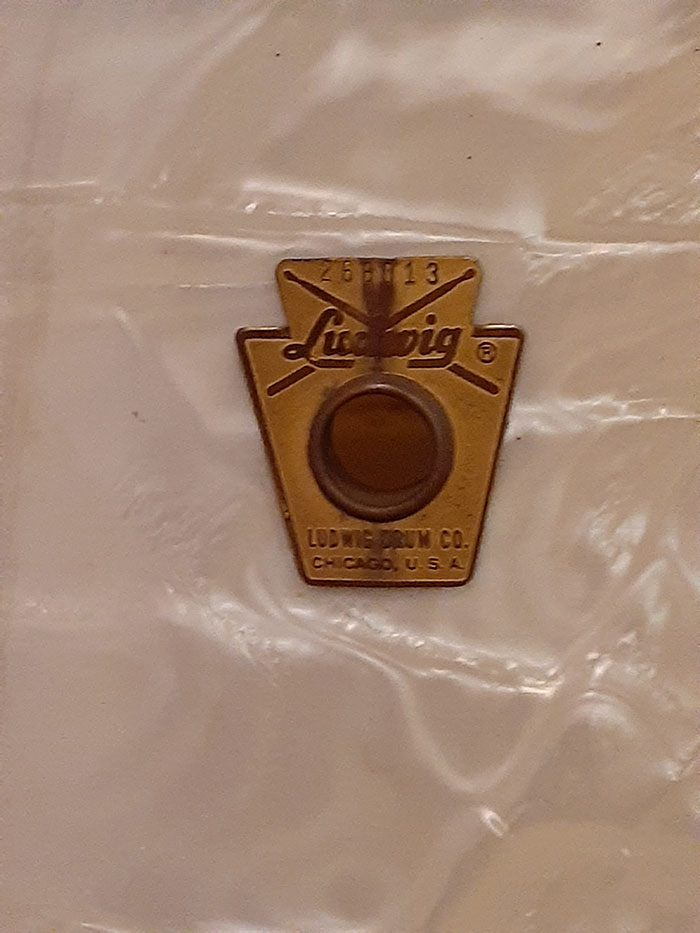 Ludwig ®
LUDWIG DRUM CO.
CHICAGO, U.S.A.